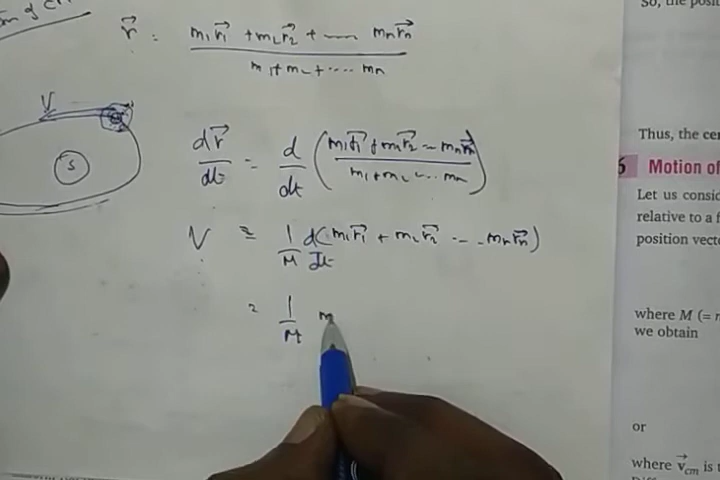 So, the posit
r⃗ = m₁r⃗₁ + m₂r⃗₂ + ---- mₙr⃗ₙ / m₁+m₂+ .... mₙ
V
S
dr⃗/dt = d/dt (m₁r⃗₁ + m₂r⃗₂ -- mₙr⃗ₙ / m₁+m₂ -... mₙ)
V = 1/M d/dt (m₁r⃗₁ + m₂r⃗₂ -- - mₙr⃗ₙ)
= 1/M m
Thus, the cen
6 Motion of
Let us consid
relative to a f
position vecto
where M (=
we obtain
or
where v⃗cm is t